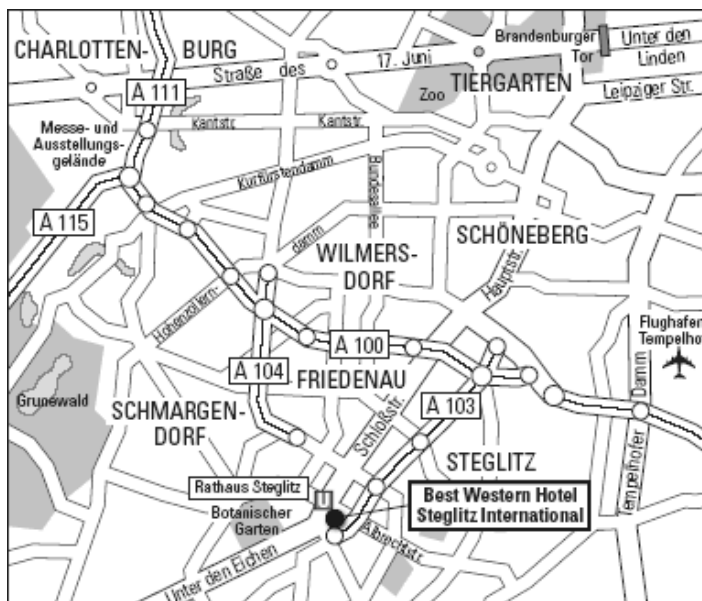 CHARLOTTEN-
BURG
Brandenburger
Tor
Unter den
Linden
17. Juni
Straße des
TIERGARTEN
Leipziger Str.
A 111
Zoo
Messe- und
Ausstellungs-
gelände
Kantstr.
Kantstr.
Kurfürstendamm
Bundesallee
A 115
damm
WILMERS-
DORF
SCHÖNEBERG
Hauptstr.
Hohenzollern-
Flughafen
Tempelhof
A 100
A 104
FRIEDENAU
Grunewald
SCHMARGEN-
DORF
A 103
Schloßstr.
Damm
Tempelhofer
STEGLITZ
Rathaus Steglitz
U
Best Western Hotel
Steglitz International
Botanischer
Garten
Albrechtstr.
Unter den Eichen